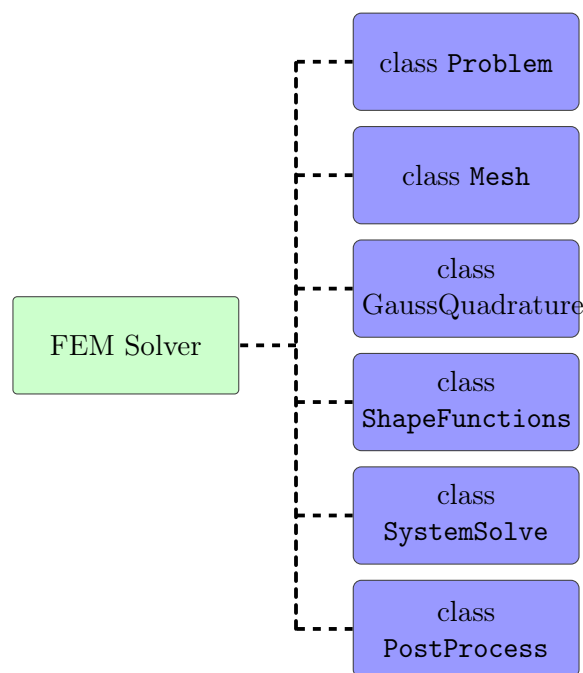 class Problem
class Mesh
class
GaussQuadrature
FEM Solver
class
ShapeFunctions
class
SystemSolve
class
PostProcess